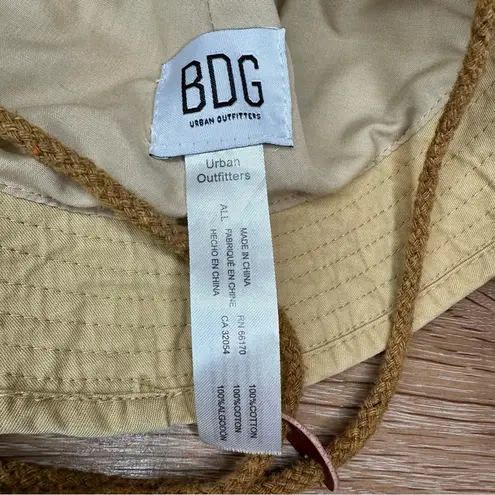 BDG
URBAN OUTFITTERS
Urban
Outfitters
ALL
MADE IN CHINA
FABRIQUÉ EN CHINE
HECHO EN CHINA
RN 66170
CA 32054
100%COTTON
100%COTON
100%ALGODON